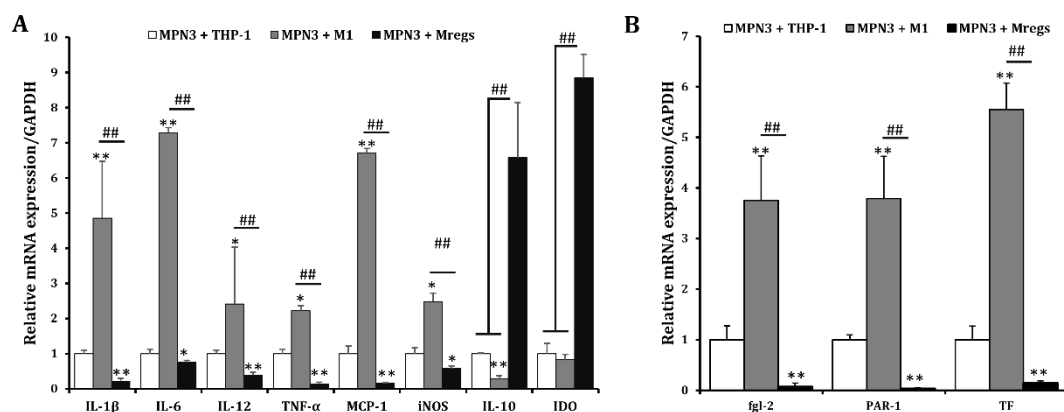 A
Relative mRNA expression/GAPDH
10
9
8
7
6
5
4
3
2
1
0
MPN3 + THP-1 MPN3 + M1 MPN3 + Mregs
## ** ## ** ## * ## * ## ** ## * ## ** ##
** * ** ** ** * 
IL-1β IL-6 IL-12 TNF-α MCP-1 iNOS IL-10 IDO
B
Relative mRNA expression/GAPDH
7
6
5
4
3
2
1
0
MPN3 + THP-1 MPN3 + M1 MPN3 + Mregs
## ** ## ** ## **
** ** **
fgl-2 PAR-1 TF